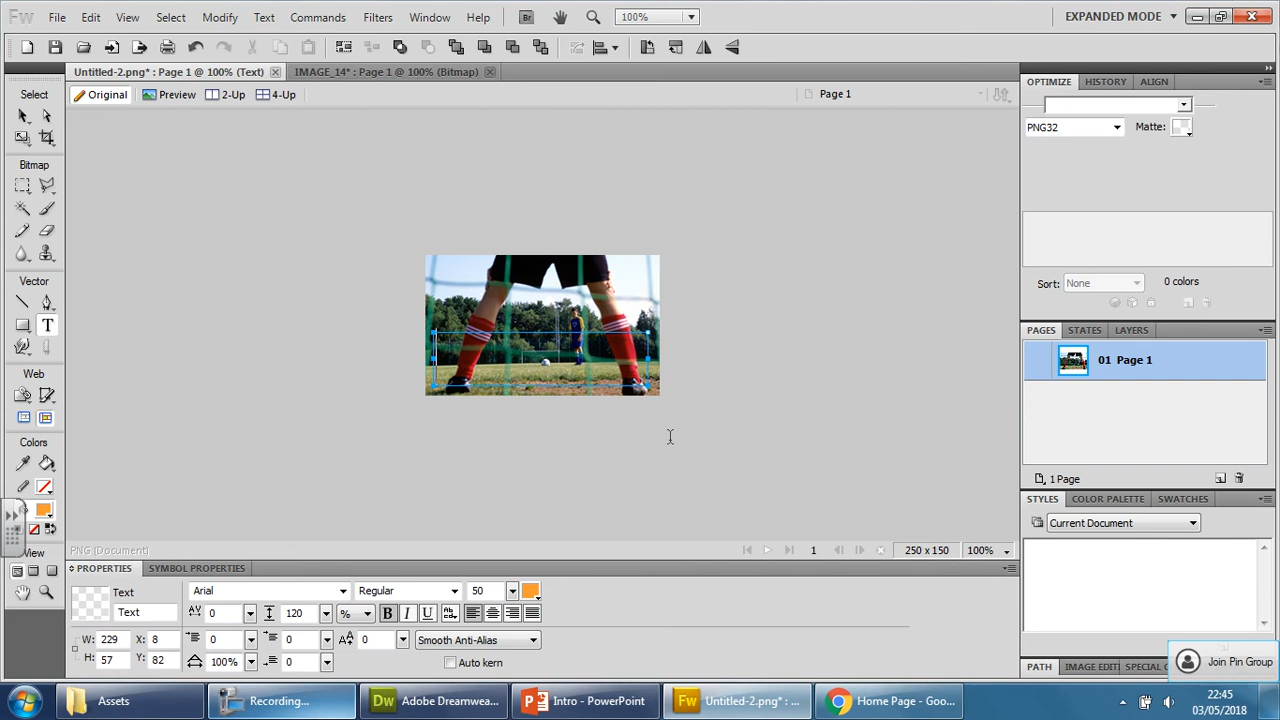 Fw File Edit View Select Modify Text Commands Filters Window Help Br 100% EXPANDED MODE
Untitled-2.png* : Page 1 @ 100% (Text) IMAGE_14* : Page 1 @ 100% (Bitmap)
Original Preview 2-Up 4-Up Page 1
Select
Bitmap
Vector
T
Web
Colors
View
OPTIMIZE HISTORY ALIGN
PNG32 Matte:
Sort: None 0 colors
PAGES STATES LAYERS
01 Page 1
1 Page
STYLES COLOR PALETTE SWATCHES
Current Document
PNG (Document) 1 250 x 150 100%
PROPERTIES SYMBOL PROPERTIES
Text Arial Regular 50
Text 0 120 % B I U
W: 229 X: 8 0 0 0 Smooth Anti-Alias
H: 57 Y: 82 100% 0 Auto kern
Join Pin Group
PATH IMAGE EDITI SPECIAL C
Assets Recording... Adobe Dreamwea... Intro - PowerPoint Untitled-2.png* : ... Home Page - Goo...
22:45
03/05/2018